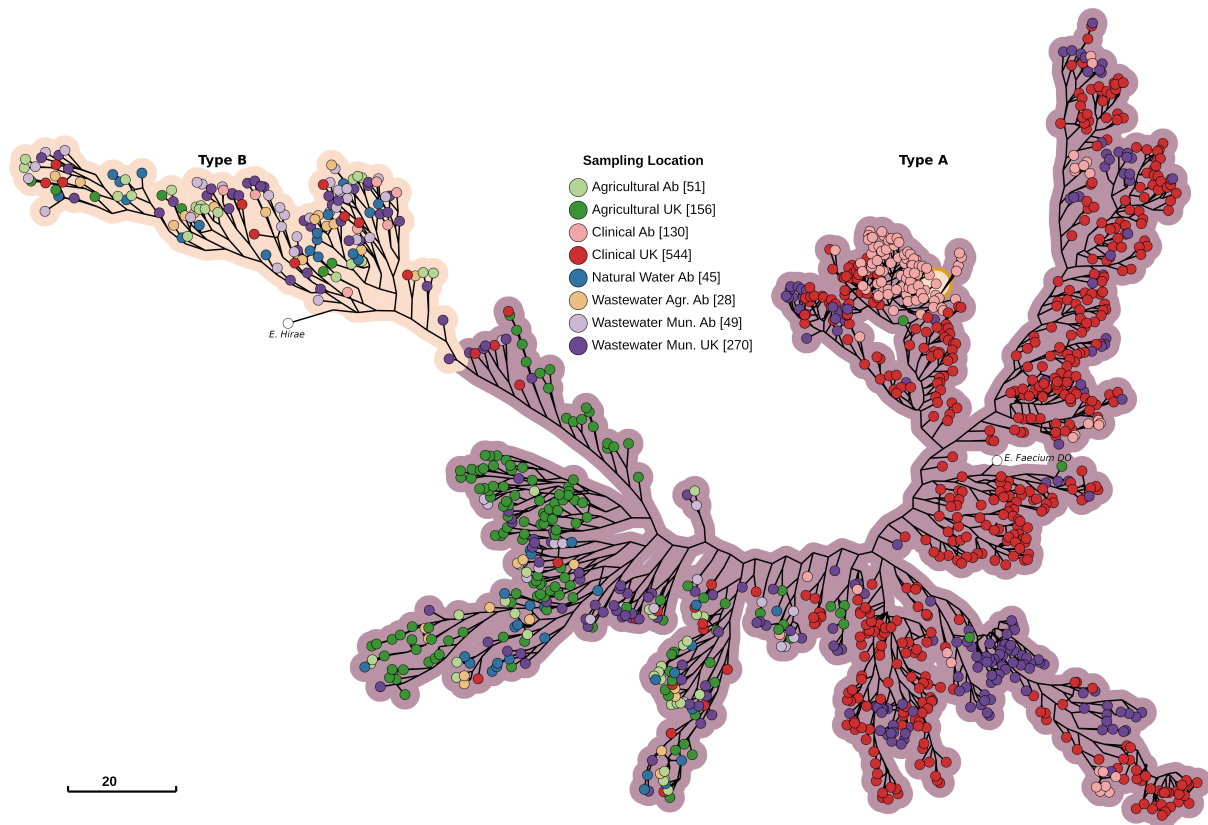 Type B
Sampling Location
Type A
Agricultural Ab [51]
Agricultural UK [156]
Clinical Ab [130]
Clinical UK [544]
Natural Water Ab [45]
Wastewater Agr. Ab [28]
Wastewater Mun. Ab [49]
Wastewater Mun. UK [270]
E. Hirae
E. Faecium DO
20